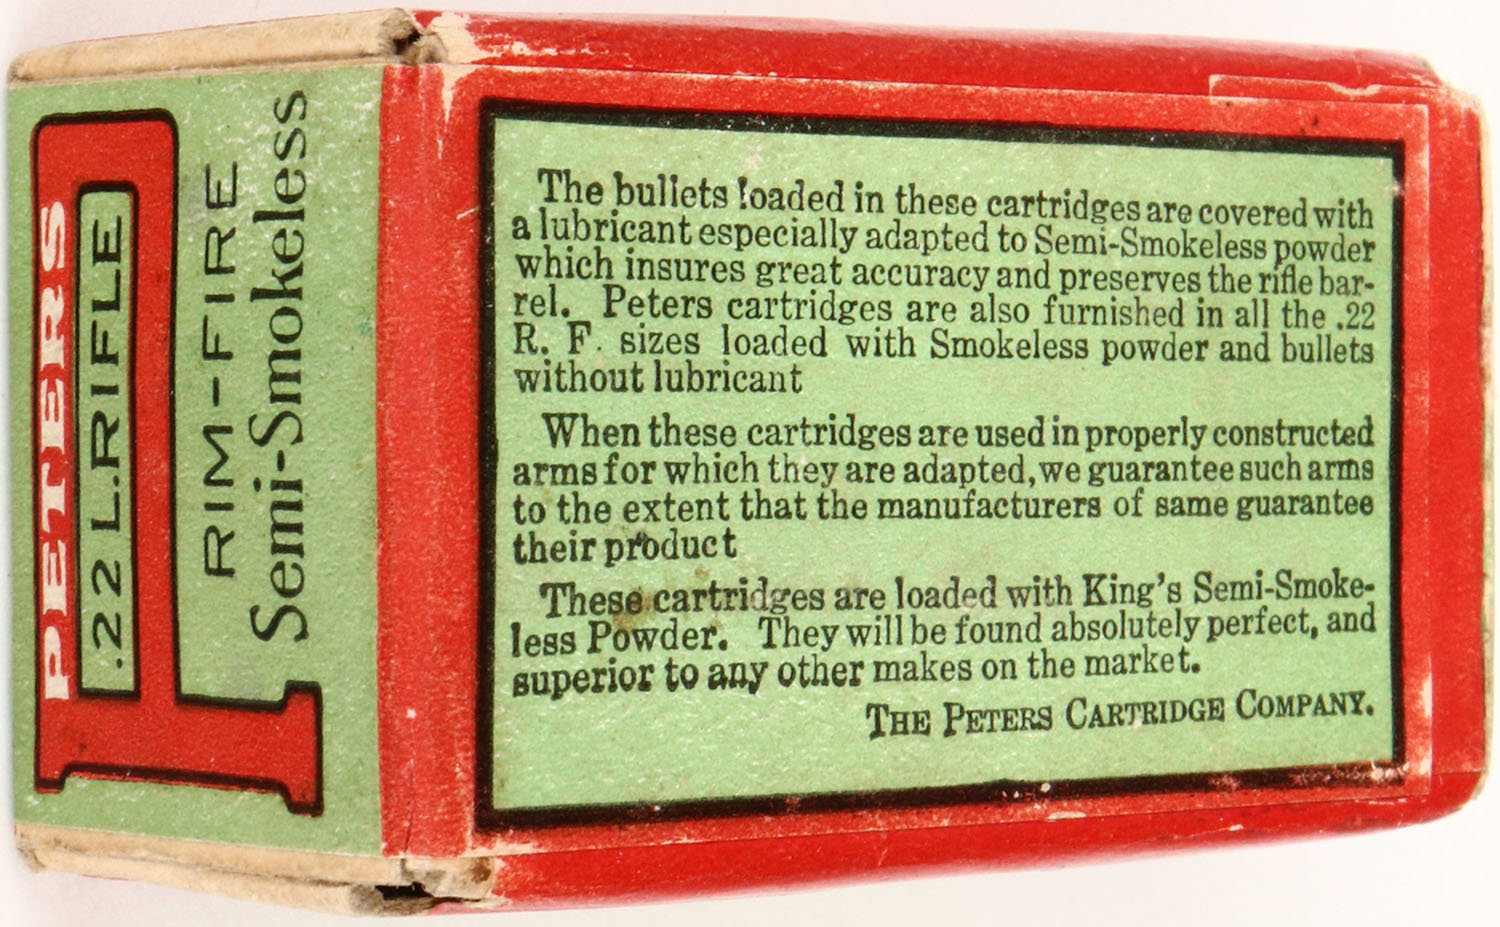 PETERS
.22 L.RIFLE
RIM-FIRE
Semi-Smokeless
The bullets loaded in these cartridges are covered with
a lubricant especially adapted to Semi-Smokeless powder
which insures great accuracy and preserves the rifle bar-
rel. Peters cartridges are also furnished in all the .22
R. F. sizes loaded with Smokeless powder and bullets
without lubricant
When these cartridges are used in properly constructed
arms for which they are adapted, we guarantee such arms
to the extent that the manufacturers of same guarantee
their product
These cartridges are loaded with King's Semi-Smoke-
less Powder. They will be found absolutely perfect, and
superior to any other makes on the market.
THE PETERS CARTRIDGE COMPANY.